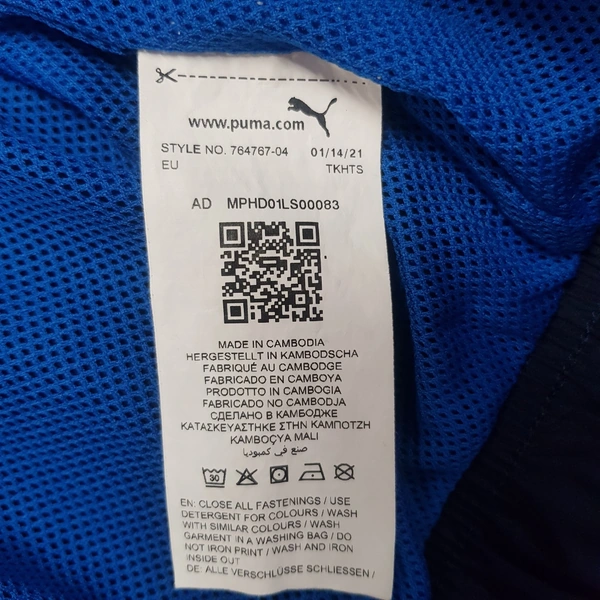 www.puma.com
STYLE NO. 764767-04 01/14/21
EU TKHTS
AD MPHD01LS00083
MADE IN CAMBODIA
HERGESTELLT IN KAMBODSCHA
FABRIQUÉ AU CAMBODGE
FABRICADO EN CAMBOYA
PRODOTTO IN CAMBOGIA
FABRICADO NO CAMBODJA
СДЕЛАНО В КАМБОДЖЕ
ΚΑΤΑΣΚΕΥΑΣΤΗΚΕ ΣΤΗΝ ΚΑΜΠΟΤΖΗ
KAMBOÇYA MALI
صنع في كمبوديا
30
EN: CLOSE ALL FASTENINGS / USE
DETERGENT FOR COLOURS / WASH
WITH SIMILAR COLOURS / WASH
GARMENT IN A WASHING BAG / DO
NOT IRON PRINT / WASH AND IRON
INSIDE OUT
DE: ALLE VERSCHLÜSSE SCHLIESSEN /